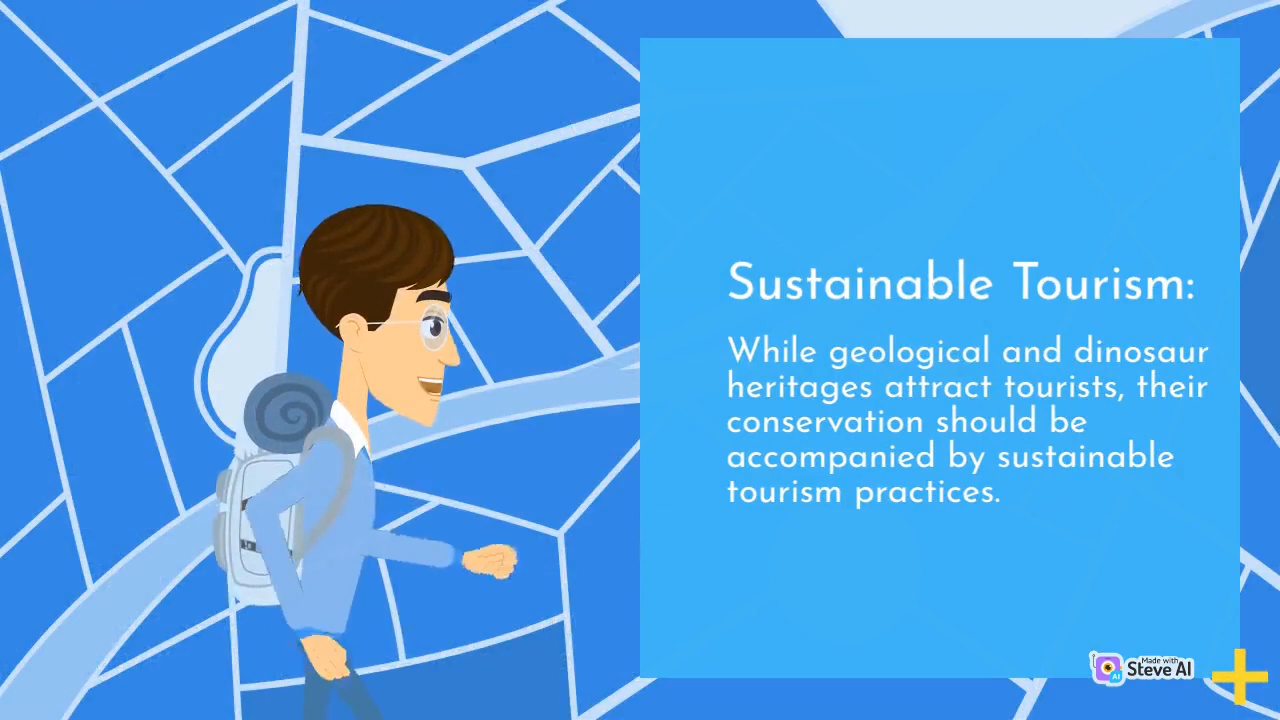 Sustainable Tourism:
While geological and dinosaur
heritages attract tourists, their
conservation should be
accompanied by sustainable
tourism practices.
Made with
Steve AI
AI